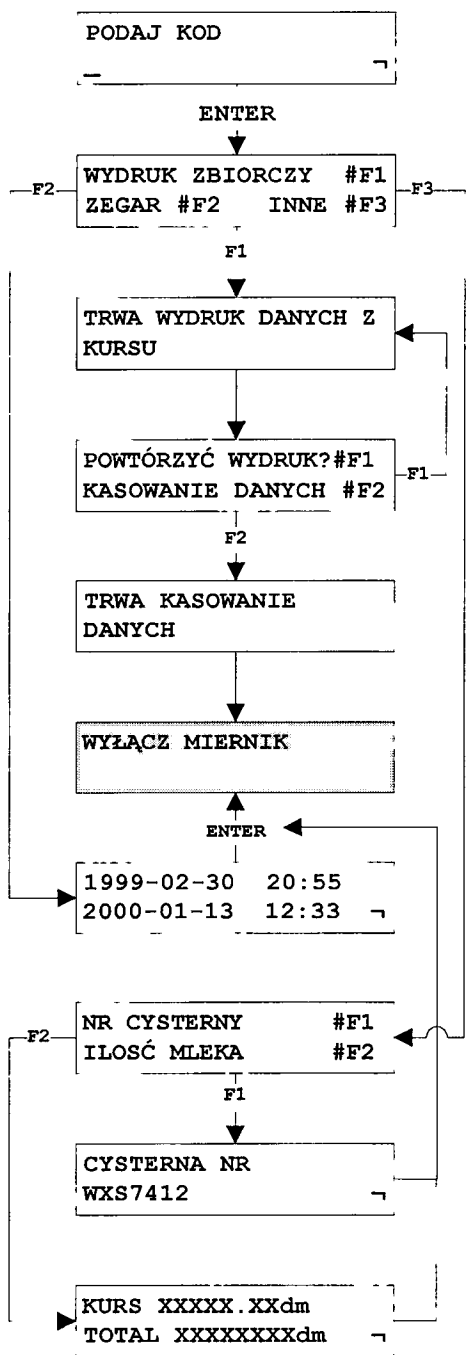 PODAJ KOD
_ ¬
ENTER
WYDRUK ZBIORCZY #F1
F2
F3
ZEGAR #F2 INNE #F3
F1
TRWA WYDRUK DANYCH Z
KURSU
POWTÓRZYĆ WYDRUK?#F1
KASOWANIE DANYCH #F2
F1
F2
TRWA KASOWANIE
DANYCH
WYŁĄCZ MIERNIK
ENTER
1999-02-30 20:55
2000-01-13 12:33 ¬
NR CYSTERNY #F1
F2
ILOSĆ MLEKA #F2
F1
CYSTERNA NR
WXS7412 ¬
KURS XXXXX.XXdm
TOTAL XXXXXXXXdm ¬